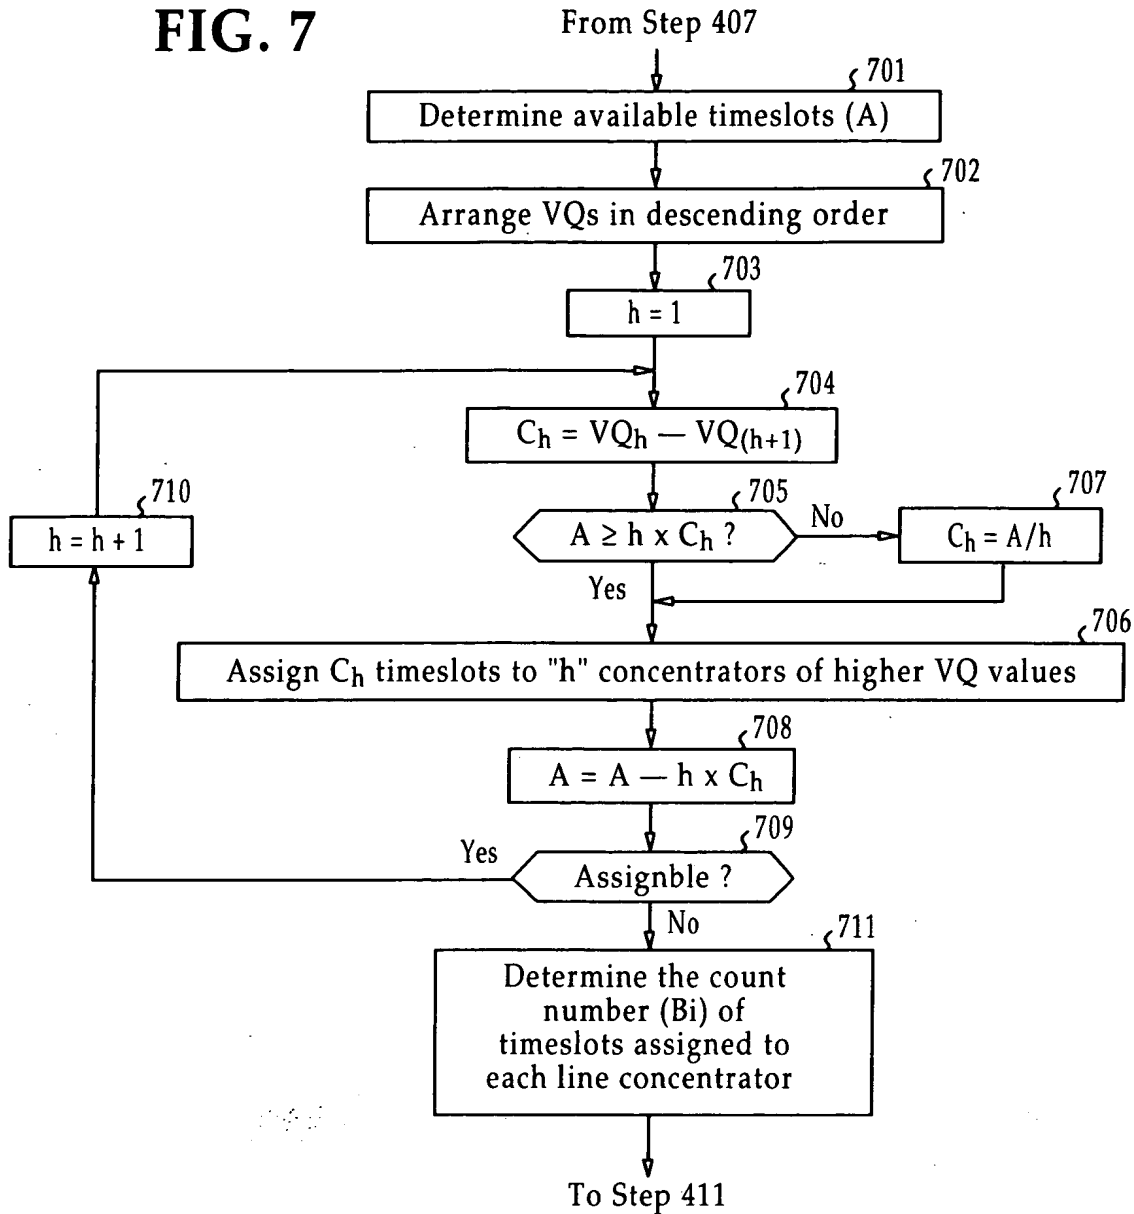 FIG. 7
From Step 407
701
Determine available timeslots (A)
702
Arrange VQs in descending order
703
h = 1
704
Ch = VQh — VQ(h+1)
710
h = h + 1
705
A ≥ h x Ch ?
No
707
Ch = A/h
Yes
706
Assign Ch timeslots to "h" concentrators of higher VQ values
708
A = A — h x Ch
709
Yes
Assignble ?
No
711
Determine the count
number (Bi) of
timeslots assigned to
each line concentrator
To Step 411